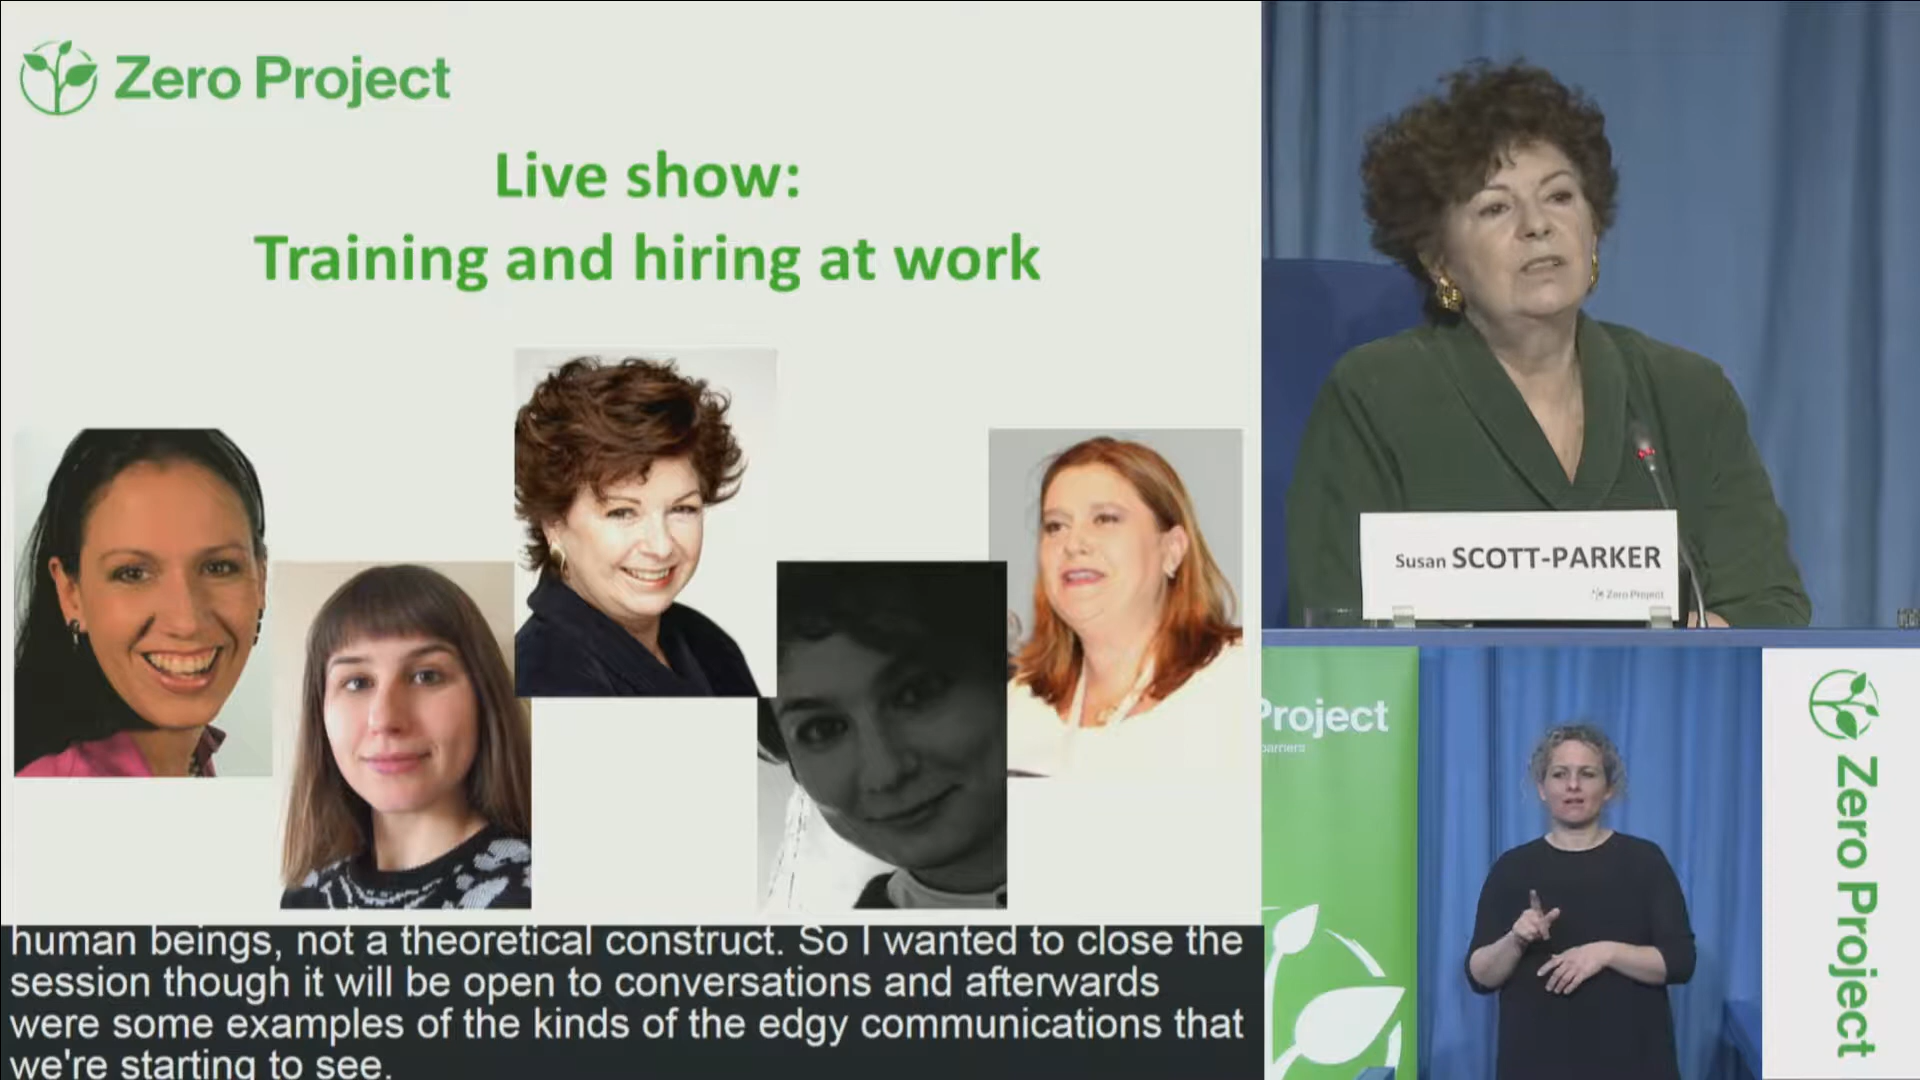 Zero Project
Live show:
Training and hiring at work
human beings, not a theoretical construct. So I wanted to close the
session though it will be open to conversations and afterwards
were some examples of the kinds of the edgy communications that
we're starting to see.
Susan SCOTT-PARKER
Zero Project
Project
barriers
Zero Project